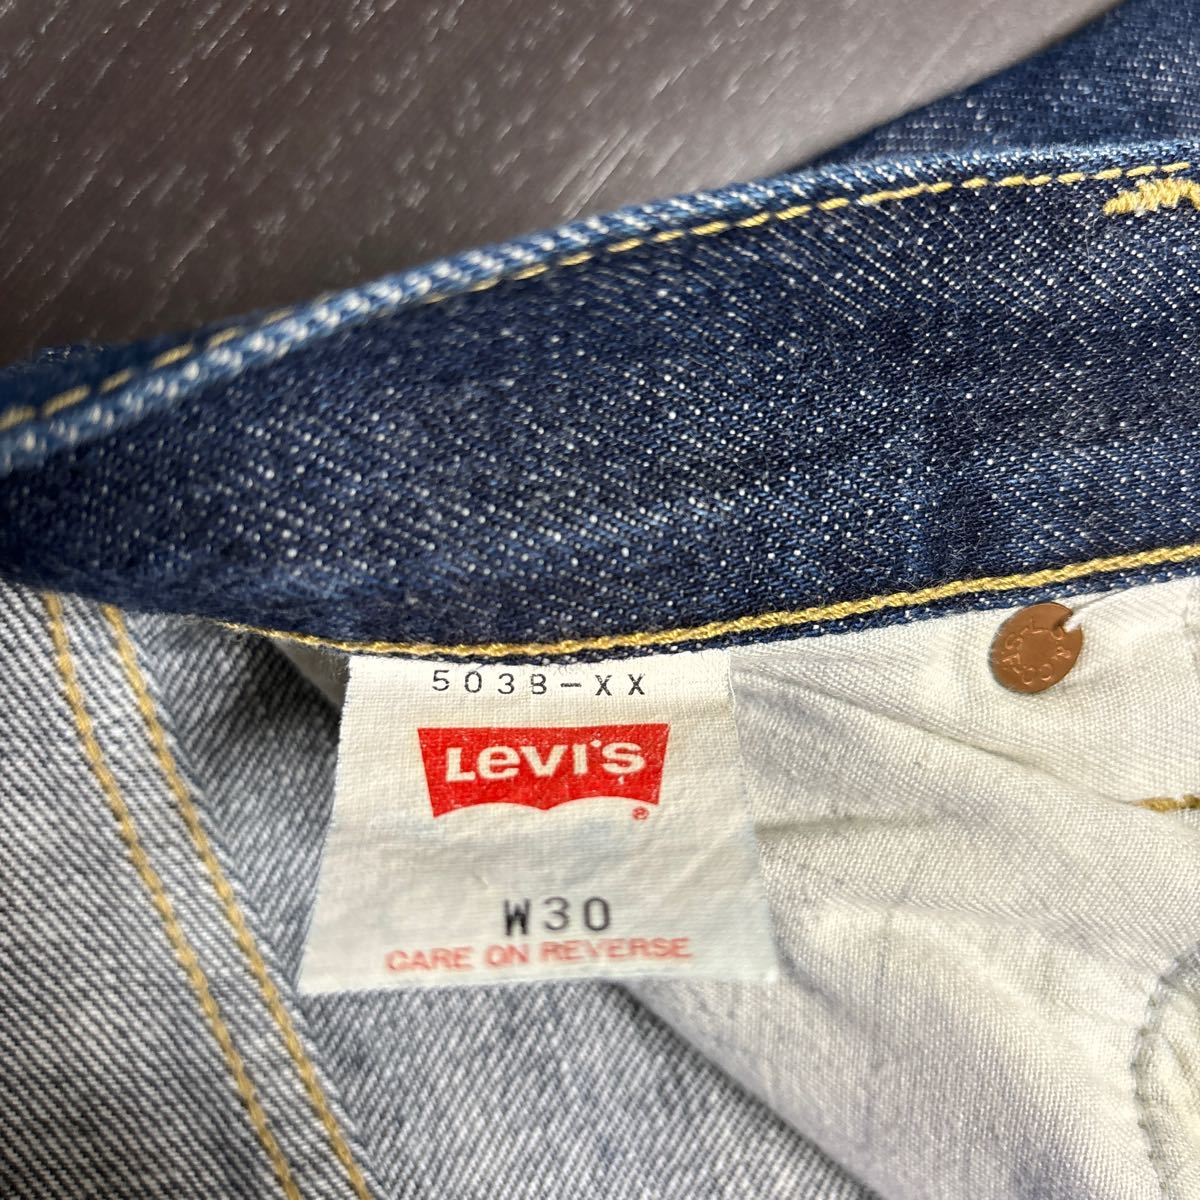 503B-XX
Levi's
®
W30
CARE ON REVERSE